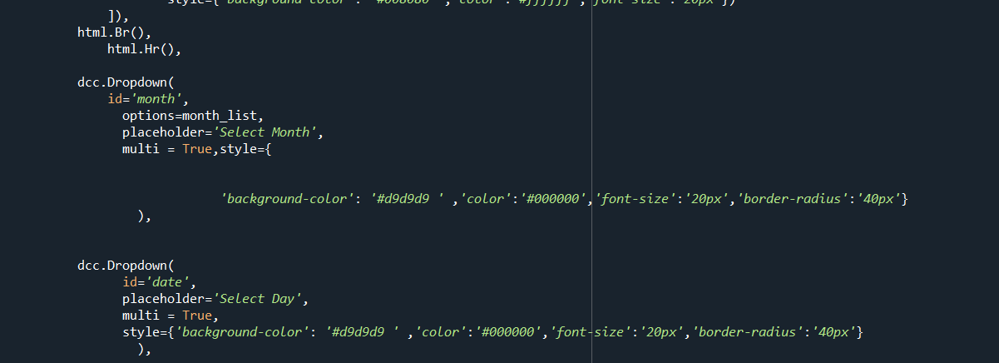 style={'background-color': '#008080 ' ,'color':'#ffffff','font-size':'20px'})
]),
html.Br(),
html.Hr(),
dcc.Dropdown(
id='month',
options=month_list,
placeholder='Select Month',
multi = True,style={
'background-color': '#d9d9d9 ' ,'color':'#000000','font-size':'20px','border-radius':'40px'}
),
dcc.Dropdown(
id='date',
placeholder='Select Day',
multi = True,
style={'background-color': '#d9d9d9 ' ,'color':'#000000','font-size':'20px','border-radius':'40px'}
),